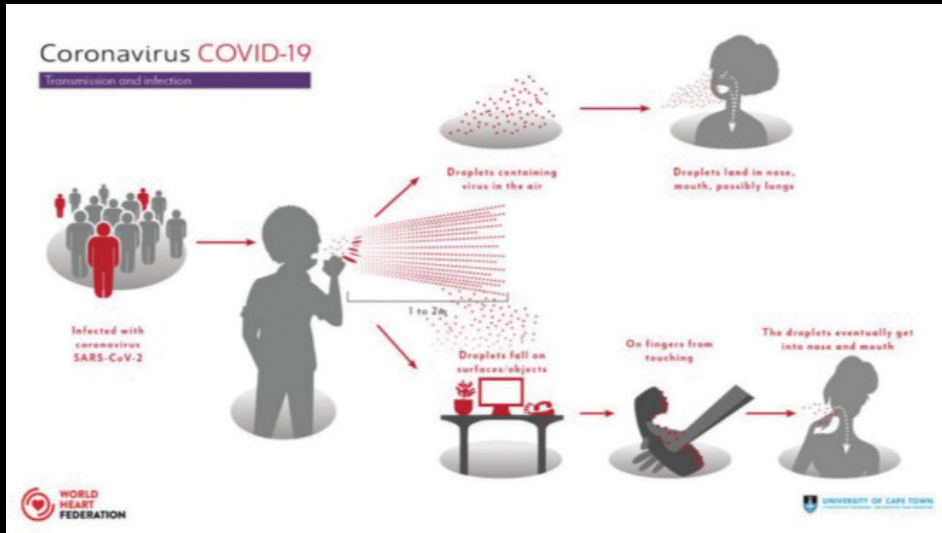 Coronavirus COVID-19
Transmission and infection
Droplets containing
virus in the air
Droplets land in nose,
mouth, possibly lungs
Infected with
coronavirus
SARS-CoV-2
1 to 2m
Droplets fall on
surfaces/objects
On fingers from
touching
The droplets eventually get
into nose and mouth
WORLD
HEART
FEDERATION
UNIVERSITY OF CAPE TOWN